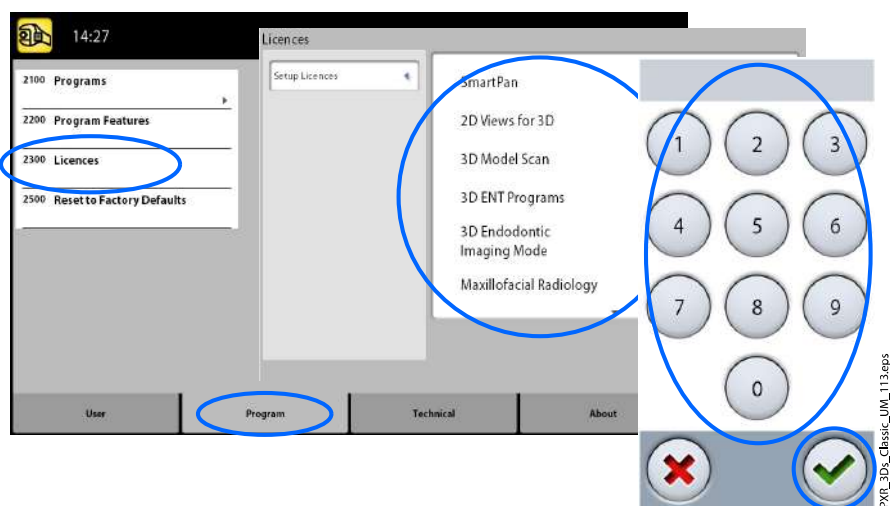 14:27
2100 Programs
2200 Program Features
2300 Licences
2500 Reset to Factory Defaults
Licences
Setup Licences
SmartPan
2D Views for 3D
3D Model Scan
3D ENT Programs
3D Endodontic
Imaging Mode
Maxillofacial Radiology
1 2 3
4 5 6
7 8 9
0
User Program Technical About
PXR_3Ds_Classic_UM_113.eps